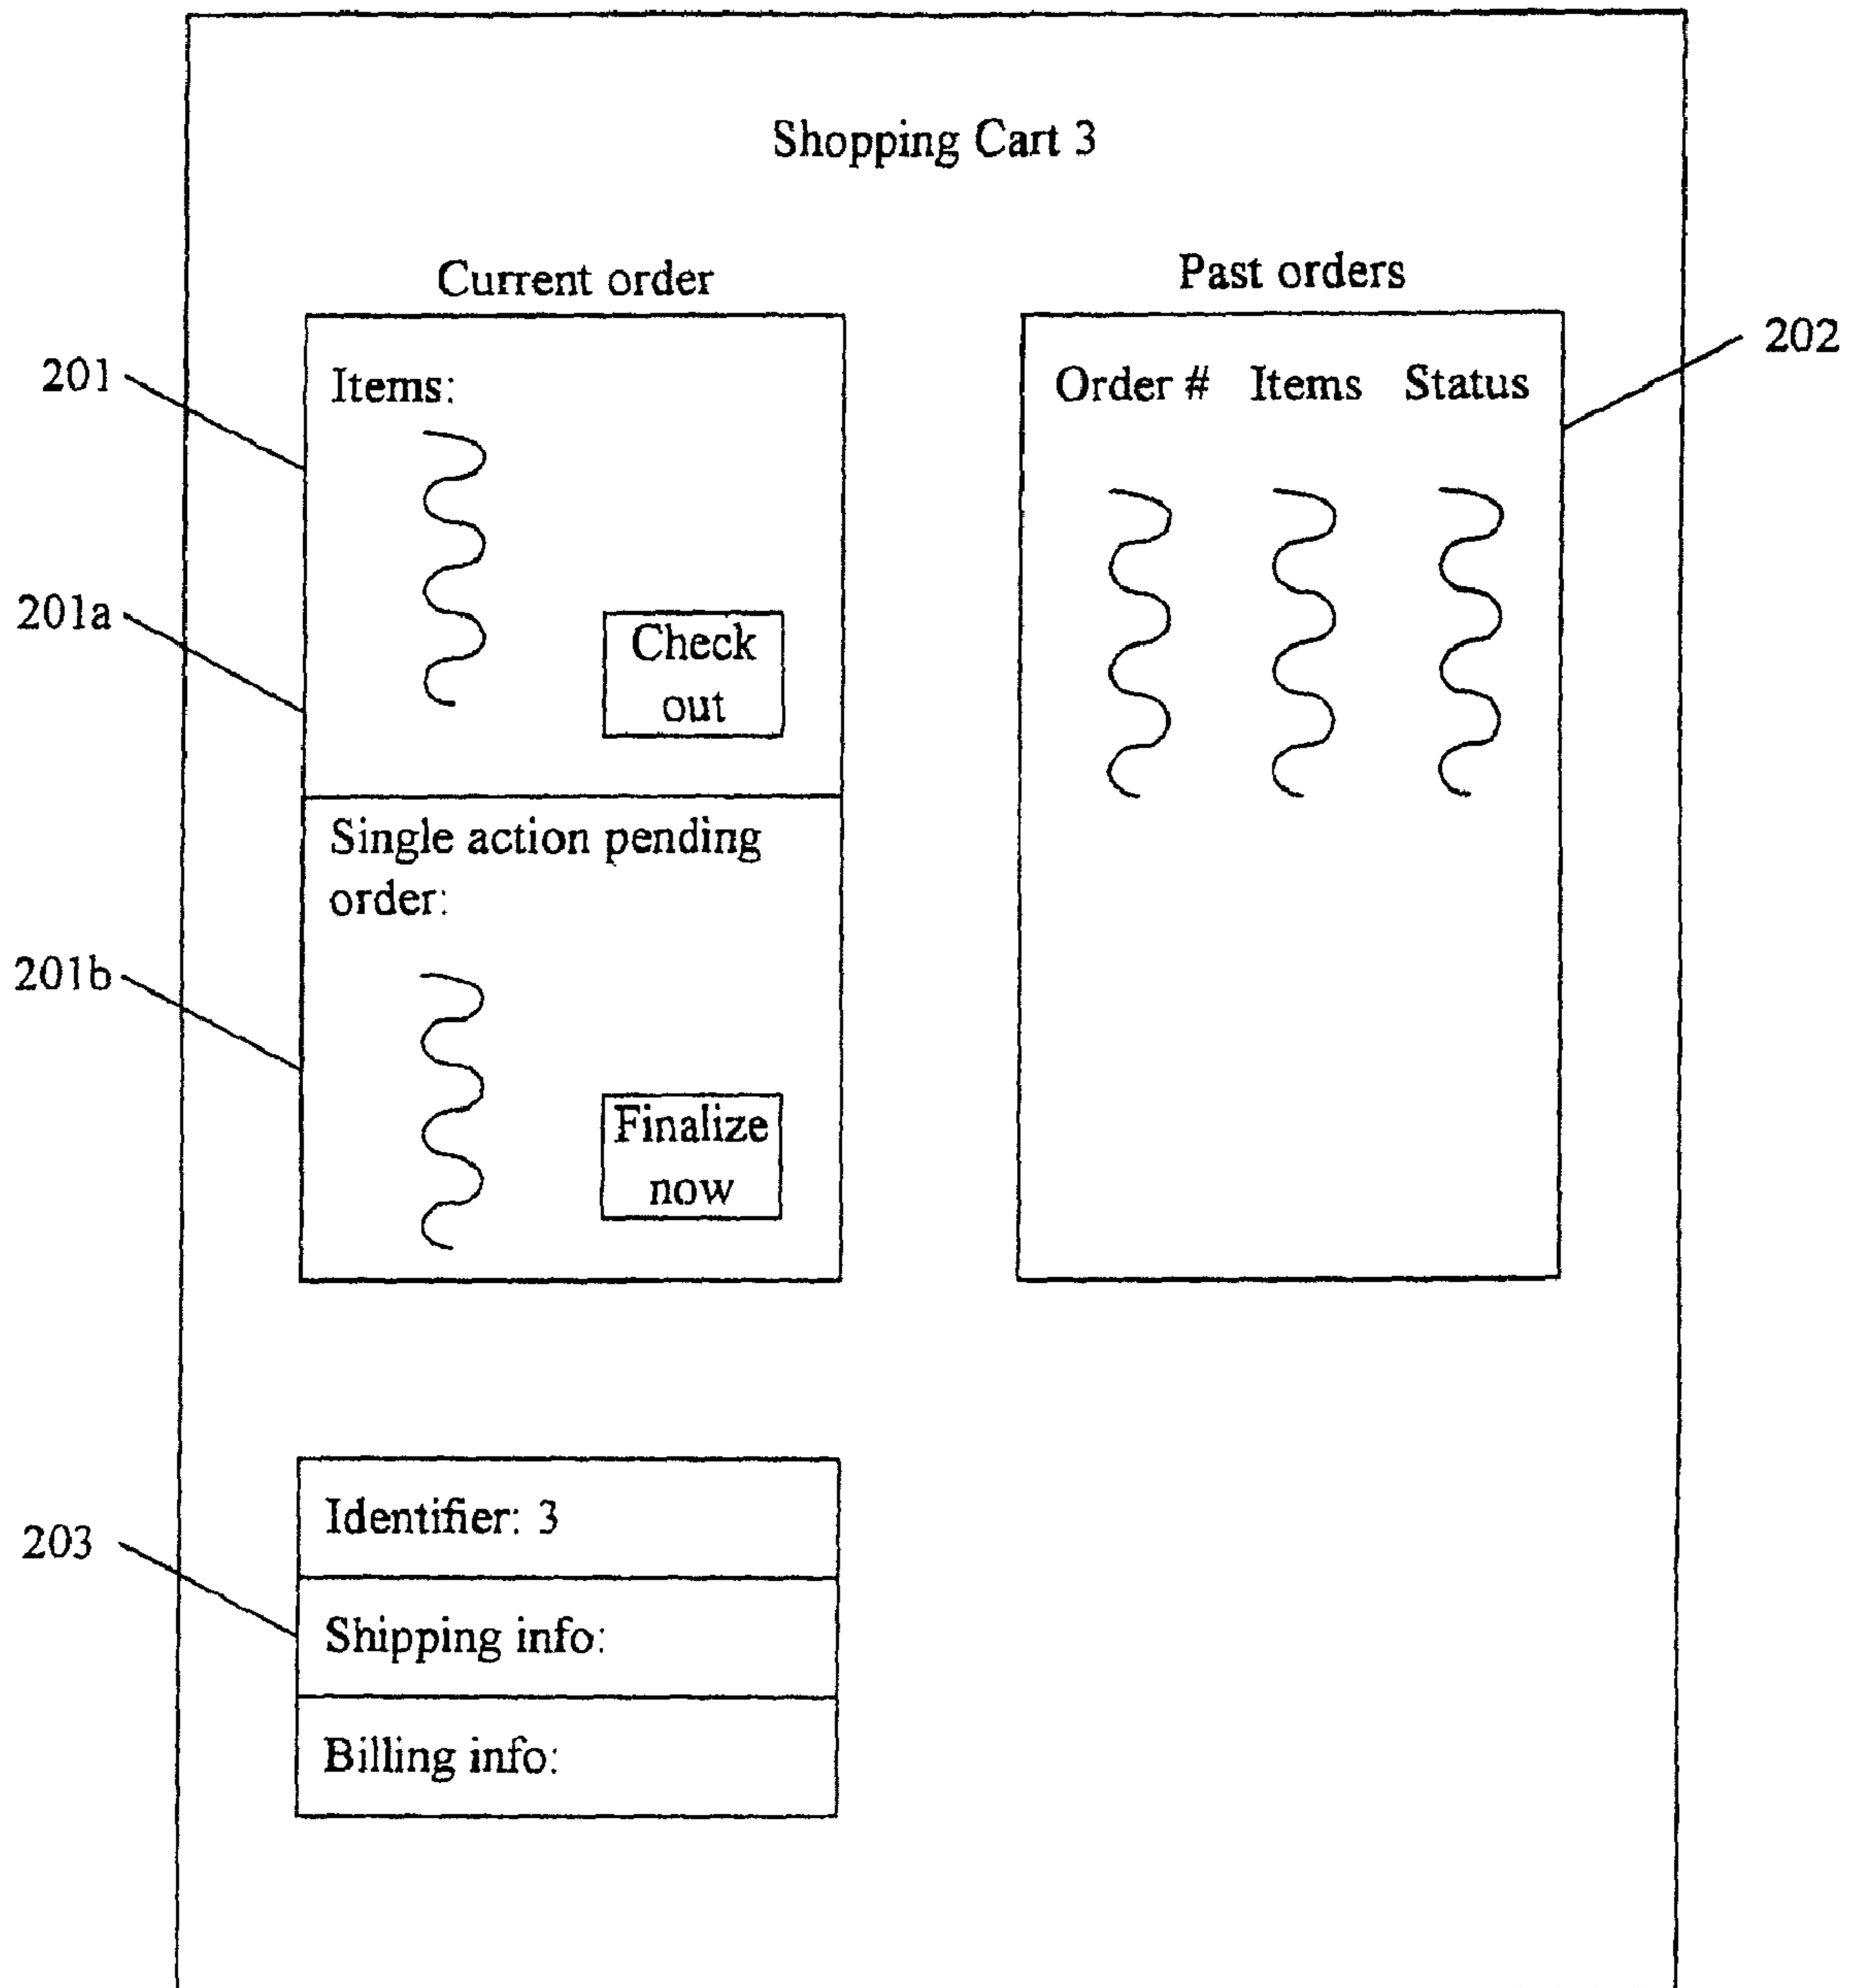 Shopping Cart 3
Current order
Past orders
201
Items:
Check
out
201a
Single action pending
order:
201b
Finalize
now
202
Order # Items Status
203
Identifier: 3
Shipping info:
Billing info: